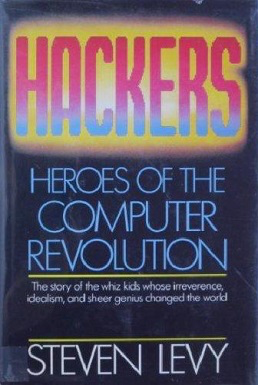 HACKERS
HEROES OF THE
COMPUTER
REVOLUTION
The story of the whiz kids whose irreverence,
idealism, and sheer genius changed the world
STEVEN LEVY